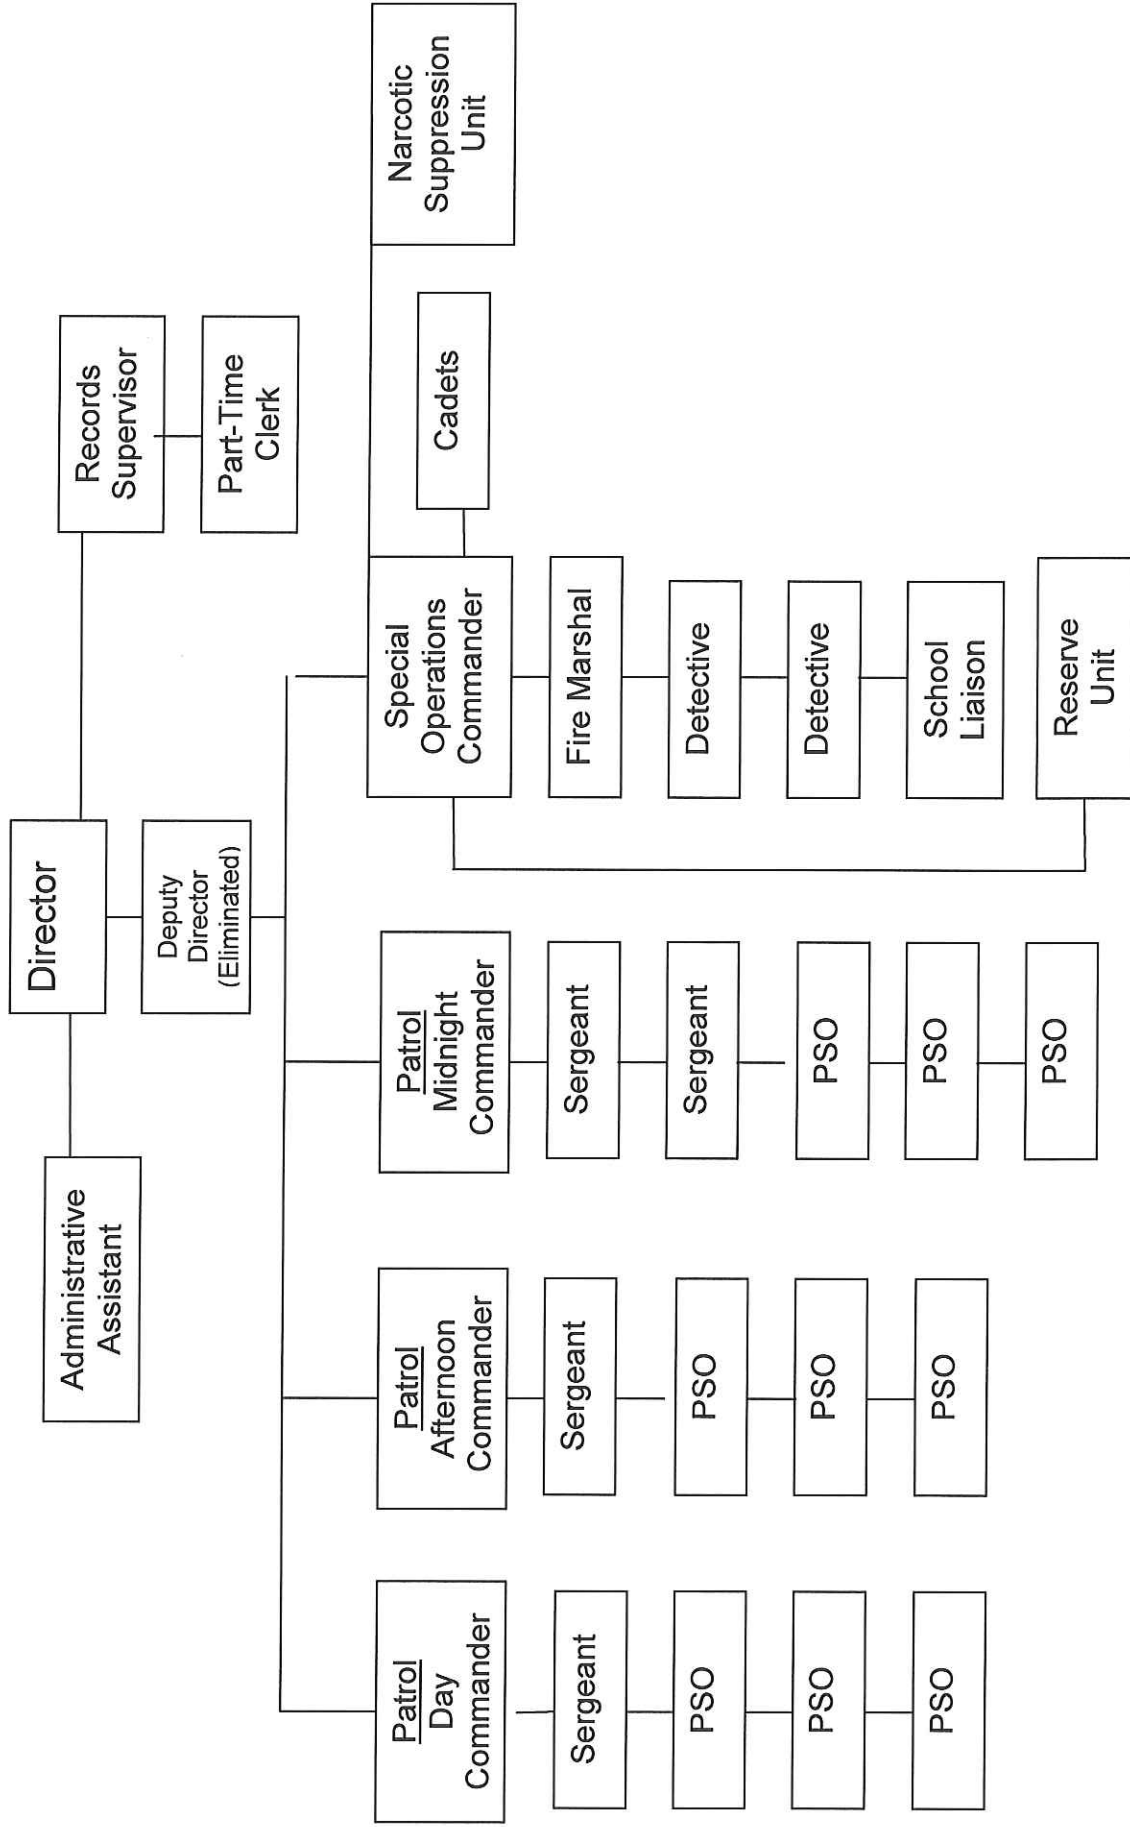 Director
Administrative
Assistant
Records
Supervisor
Deputy
Director
(Eliminated)
Part-Time
Clerk
Patrol
Day
Commander
Sergeant
PSO
PSO
PSO
Patrol
Afternoon
Commander
Sergeant
PSO
PSO
PSO
Patrol
Midnight
Commander
Sergeant
Sergeant
PSO
PSO
PSO
Special
Operations
Commander
Fire Marshal
Detective
Detective
School
Liaison
Reserve
Unit
Cadets
Narcotic
Suppression
Unit